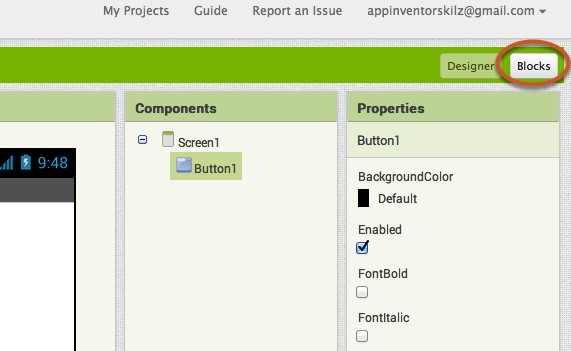 My Projects Guide Report an Issue appinventorskilz@gmail.com
Designer Blocks
Components Properties
Screen1
Button1
Button1
9:48
BackgroundColor
Default
Enabled
FontBold
FontItalic